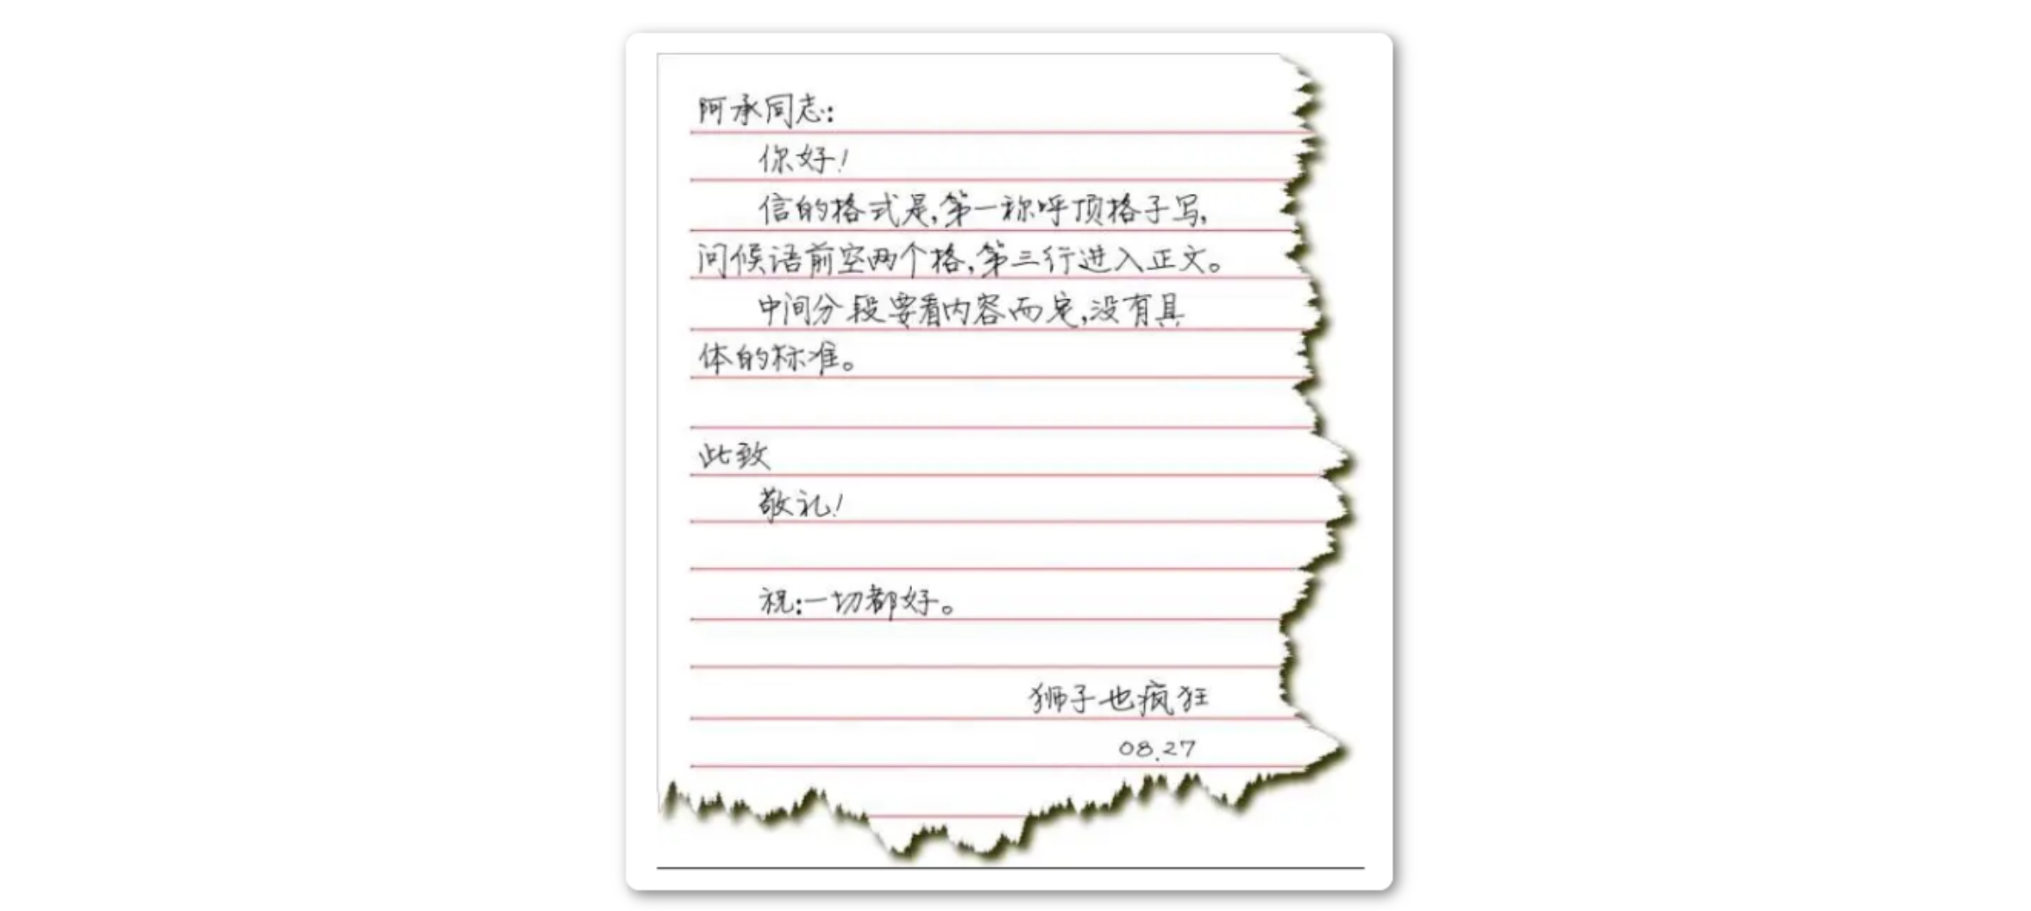 阿承同志:
你好!
信的格式是,第一称呼顶格子写,
问候语前空两个格,第三行进入正文。
中间分段要看内容而定,没有具
体的标准。
此致
敬礼!
祝:一切都好。
狮子也疯狂
08.27